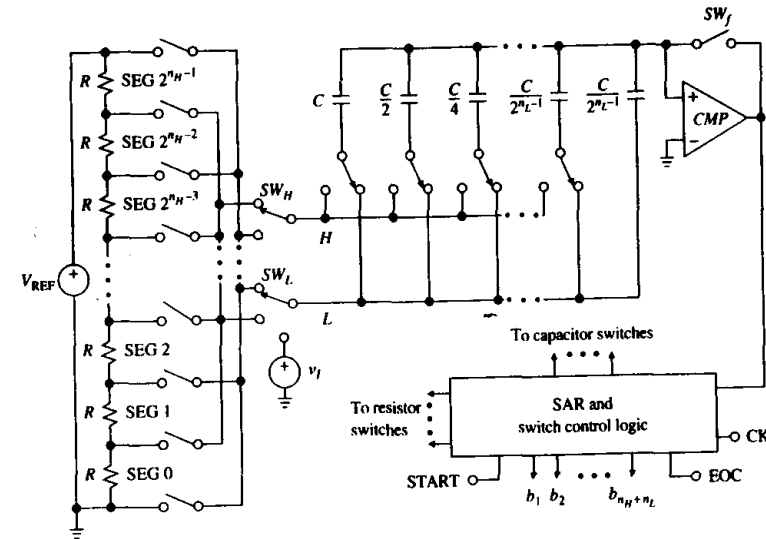 SW_f
R SEG 2^{n_H-1}
C
C/2
C/4
C/2^{n_L-1}
C/2^{n_L-1}
+
CMP
−
R SEG 2^{n_H-2}
R SEG 2^{n_H-3}
SW_H
H
V_REF
+
SW_L
L
R SEG 2
+
v_I
To capacitor switches
R SEG 1
To resistor
switches
SAR and
switch control logic
CK
R SEG 0
START
b_1 b_2
b_{n_H+n_L}
EOC